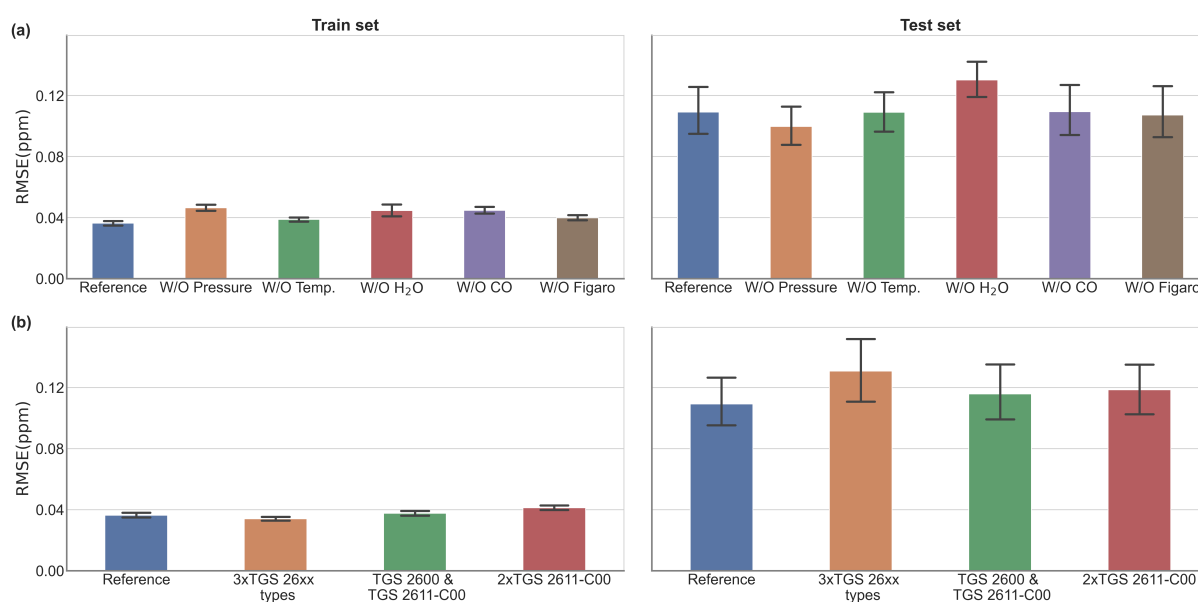 (a)
Train set
Test set
RMSE(ppm)
0.12
0.08
0.04
0.00
Reference
W/O Pressure
W/O Temp.
W/O H₂O
W/O CO
W/O Figaro
Reference
W/O Pressure
W/O Temp.
W/O H₂O
W/O CO
W/O Figaro
(b)
RMSE(ppm)
0.12
0.08
0.04
0.00
Reference
3xTGS 26xx
types
TGS 2600 &
TGS 2611-C00
2xTGS 2611-C00
Reference
3xTGS 26xx
types
TGS 2600 &
TGS 2611-C00
2xTGS 2611-C00